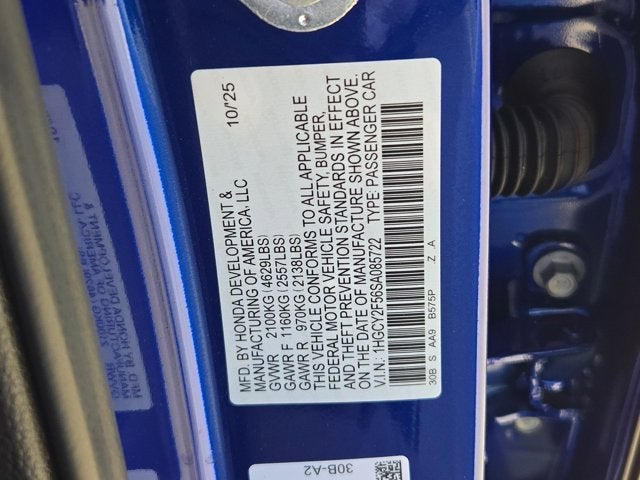 MFD. BY HONDA DEVELOPMENT & 10/'25
MANUFACTURING OF AMERICA, LLC
GVWR 2100KG(4629LBS)
GAWR F 1160KG(2557LBS)
GAWR R 970KG(2138LBS)
THIS VEHICLE CONFORMS TO ALL APPLICABLE
FEDERAL MOTOR VEHICLE SAFETY, BUMPER,
AND THEFT PREVENTION STANDARDS IN EFFECT
ON THE DATE OF MANUFACTURE SHOWN ABOVE.
V.I.N.: 1HGCY2F56SA085722 TYPE: PASSENGER CAR
30B S AA9 B575P Z A
30B-A2